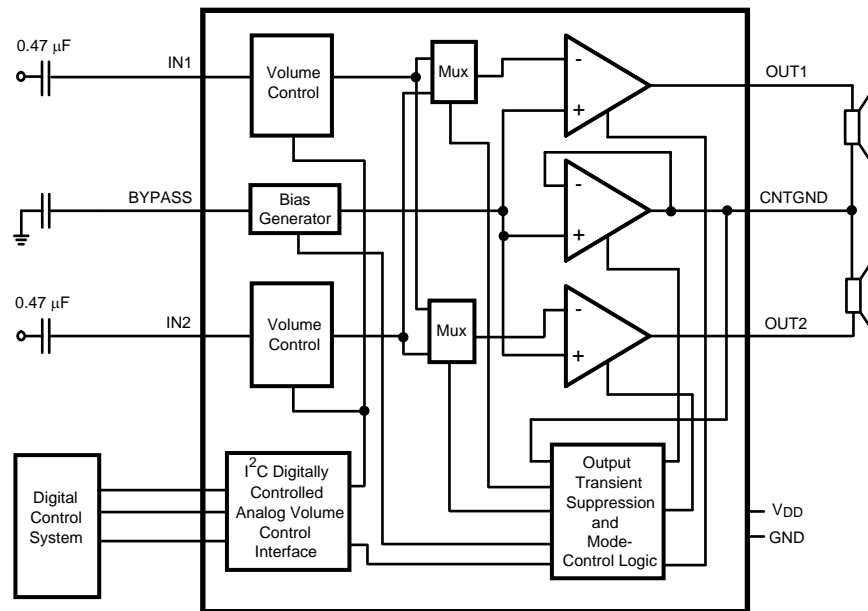 0.47 μF
IN1
Volume
Control
Mux
-
+
OUT1
BYPASS
Bias
Generator
-
+
CNTGND
0.47 μF
IN2
Volume
Control
Mux
-
+
OUT2
Digital
Control
System
I²C Digitally
Controlled
Analog Volume
Control
Interface
Output
Transient
Suppression
and
Mode-
Control Logic
VDD
GND